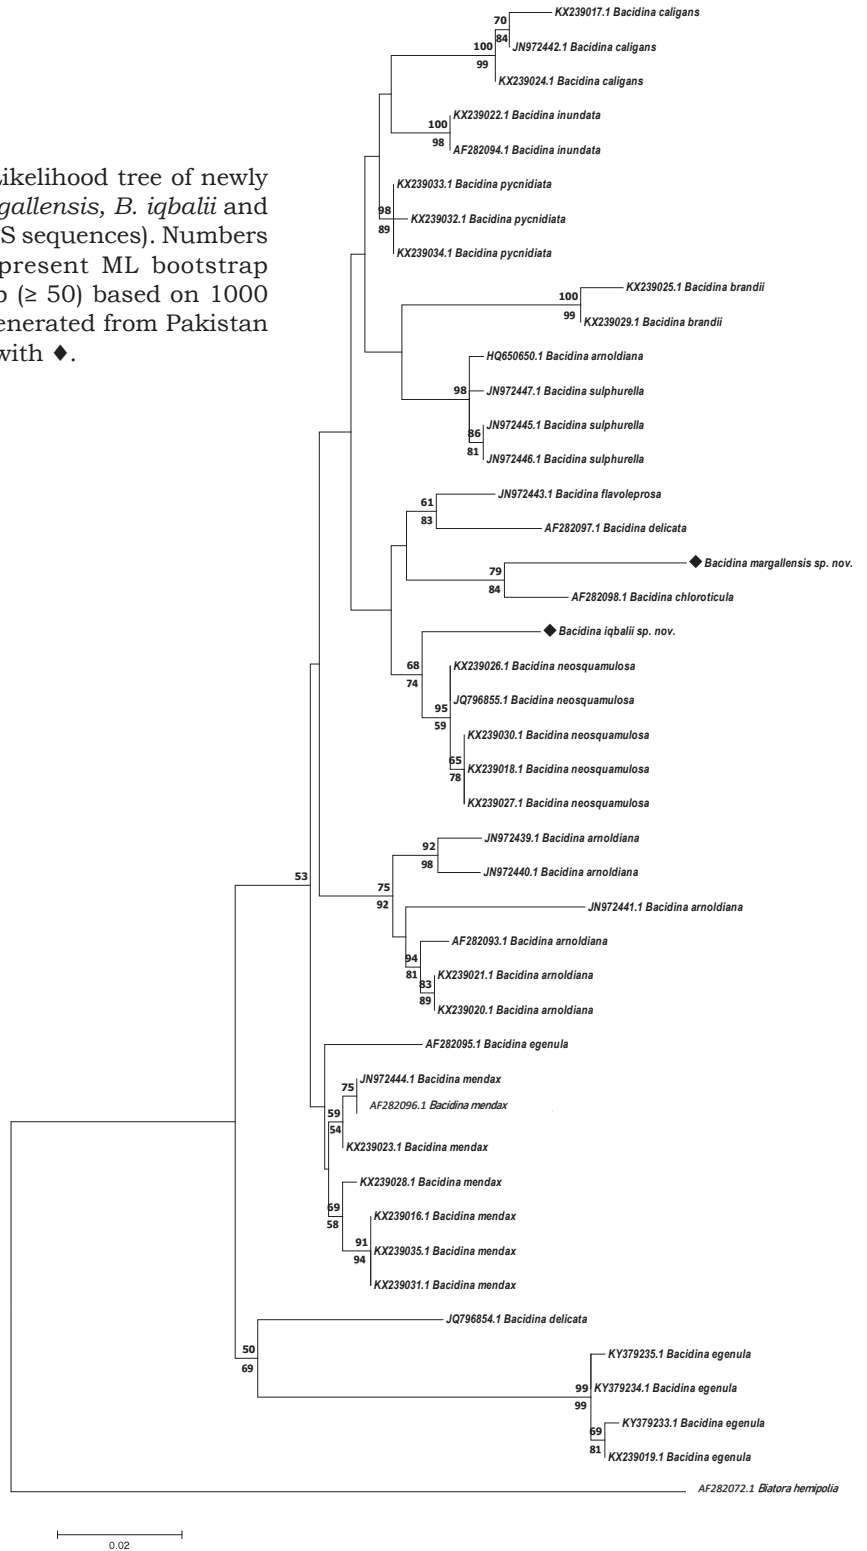 KX239017.1 Bacidina caligans
70
84
JN972442.1 Bacidina caligans
100
99
KX239024.1 Bacidina caligans
KX239022.1 Bacidina inundata
100
98
AF282094.1 Bacidina inundata
Likelihood tree of newly
gallensis, B. iqbalii and
S sequences). Numbers
present ML bootstrap
p (≥ 50) based on 1000
enerated from Pakistan
with ♦.
KX239033.1 Bacidina pycnidiata
98
KX239032.1 Bacidina pycnidiata
89
KX239034.1 Bacidina pycnidiata
KX239025.1 Bacidina brandii
100
99
KX239029.1 Bacidina brandii
HQ650650.1 Bacidina arnoldiana
98
JN972447.1 Bacidina sulphurella
JN972445.1 Bacidina sulphurella
86
81
JN972446.1 Bacidina sulphurella
JN972443.1 Bacidina flavoleprosa
61
83
AF282097.1 Bacidina delicata
♦ Bacidina margallensis sp. nov.
79
84
AF282098.1 Bacidina chloroticula
♦ Bacidina iqbalii sp. nov.
68
74
KX239026.1 Bacidina neosquamulosa
JQ796855.1 Bacidina neosquamulosa
95
59
KX239030.1 Bacidina neosquamulosa
65
78
KX239018.1 Bacidina neosquamulosa
KX239027.1 Bacidina neosquamulosa
JN972439.1 Bacidina arnoldiana
92
98
JN972440.1 Bacidina arnoldiana
53
75
92
JN972441.1 Bacidina arnoldiana
AF282093.1 Bacidina arnoldiana
94
81
KX239021.1 Bacidina arnoldiana
83
89
KX239020.1 Bacidina arnoldiana
AF282095.1 Bacidina egenula
JN972444.1 Bacidina mendax
75
AF282096.1 Bacidina mendax
59
54
KX239023.1 Bacidina mendax
KX239028.1 Bacidina mendax
69
58
KX239016.1 Bacidina mendax
91
94
KX239035.1 Bacidina mendax
KX239031.1 Bacidina mendax
JQ796854.1 Bacidina delicata
50
69
KY379235.1 Bacidina egenula
99
99
KY379234.1 Bacidina egenula
KY379233.1 Bacidina egenula
69
81
KX239019.1 Bacidina egenula
AF282072.1 Biatora hemipolia
0.02